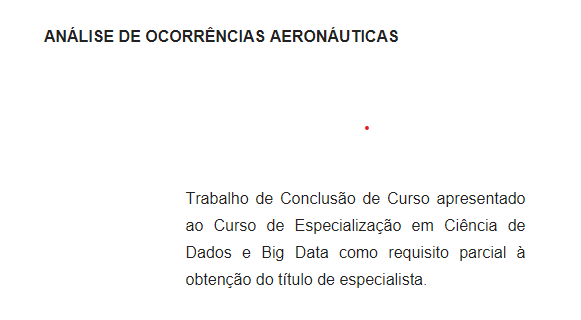 ANÁLISE DE OCORRÊNCIAS AERONÁUTICAS
Trabalho de Conclusão de Curso apresentado
ao Curso de Especialização em Ciência de
Dados e Big Data como requisito parcial à
obtenção do título de especialista.